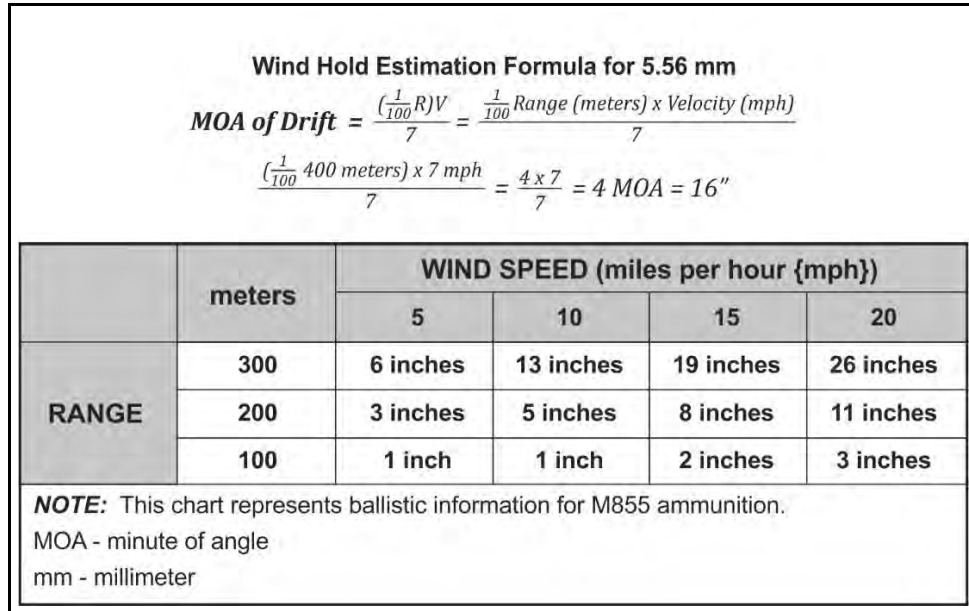 Wind Hold Estimation Formula for 5.56 mm
MOA of Drift = (1/100 R)V / 7 = 1/100 Range (meters) x Velocity (mph) / 7
(1/100 400 meters) x 7 mph / 7 = 4 x 7 / 7 = 4 MOA = 16"
meters WIND SPEED (miles per hour {mph})
5 10 15 20
RANGE
300 6 inches 13 inches 19 inches 26 inches
200 3 inches 5 inches 8 inches 11 inches
100 1 inch 1 inch 2 inches 3 inches
NOTE: This chart represents ballistic information for M855 ammunition.
MOA - minute of angle
mm - millimeter